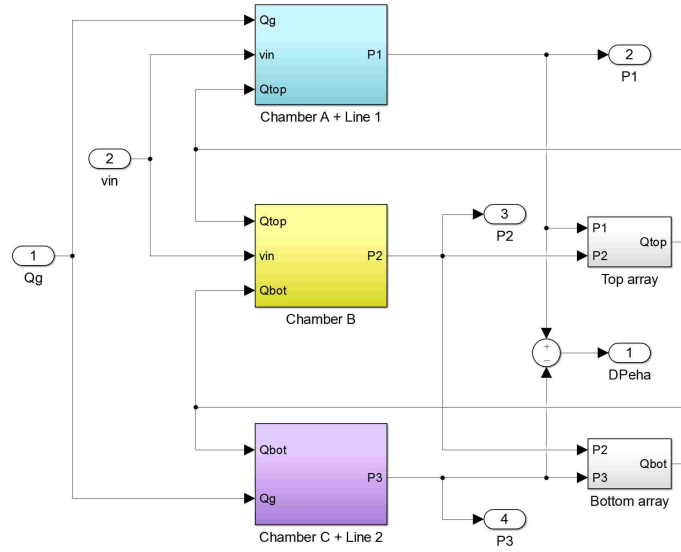 Qg
vin
Qtop
P1
Chamber A + Line 1
2
P1
2
vin
Qtop
vin
Qbot
P2
Chamber B
3
P2
P1
P2
Qtop
Top array
1
Qg
+
−
1
DPeha
Qbot
Qg
P3
Chamber C + Line 2
P2
P3
Qbot
Bottom array
4
P3